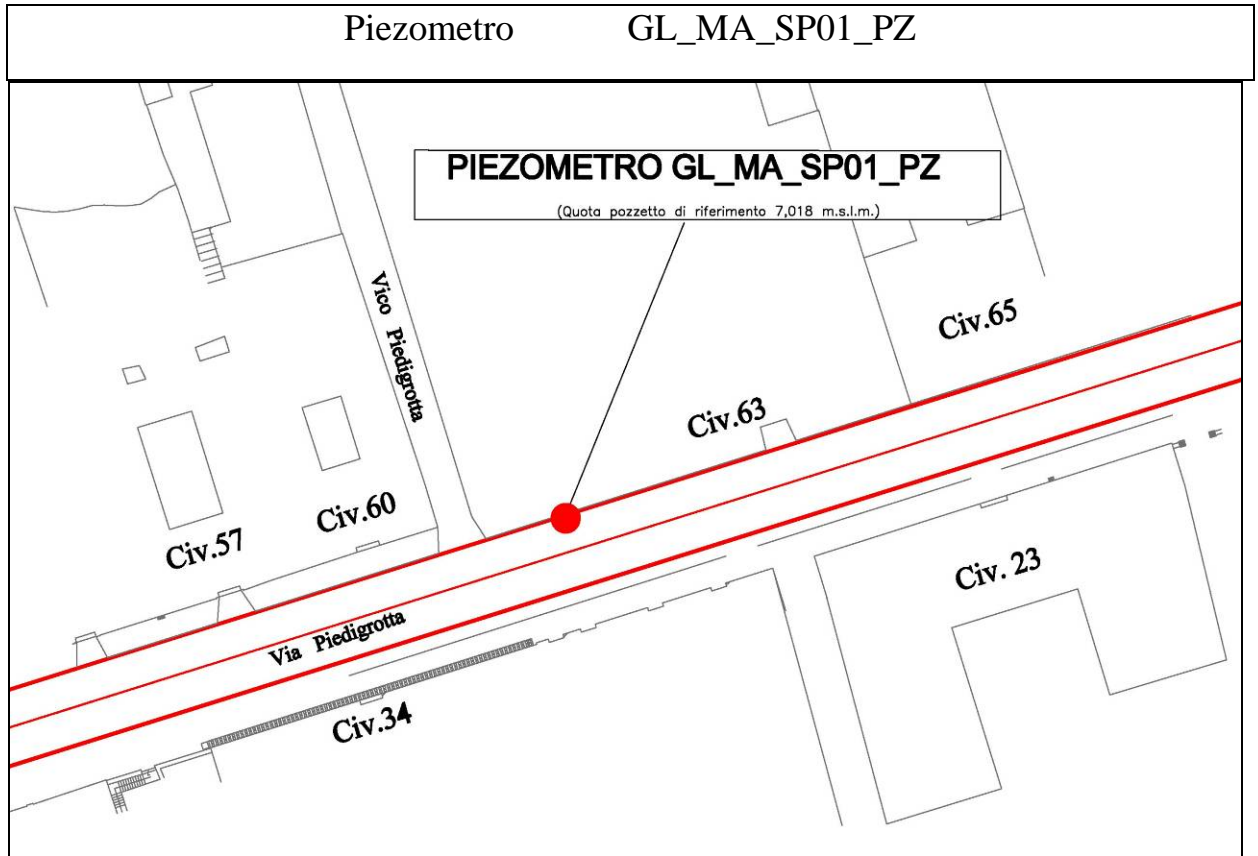 Piezometro GL_MA_SP01_PZ
PIEZOMETRO GL_MA_SP01_PZ
(Quota pozzetto di riferimento 7,018 m.s.l.m.)
Vico Piedigrotta
Civ.65
Civ.63
Civ.60
Civ.57
Civ. 23
Via Piedigrotta
Civ.34